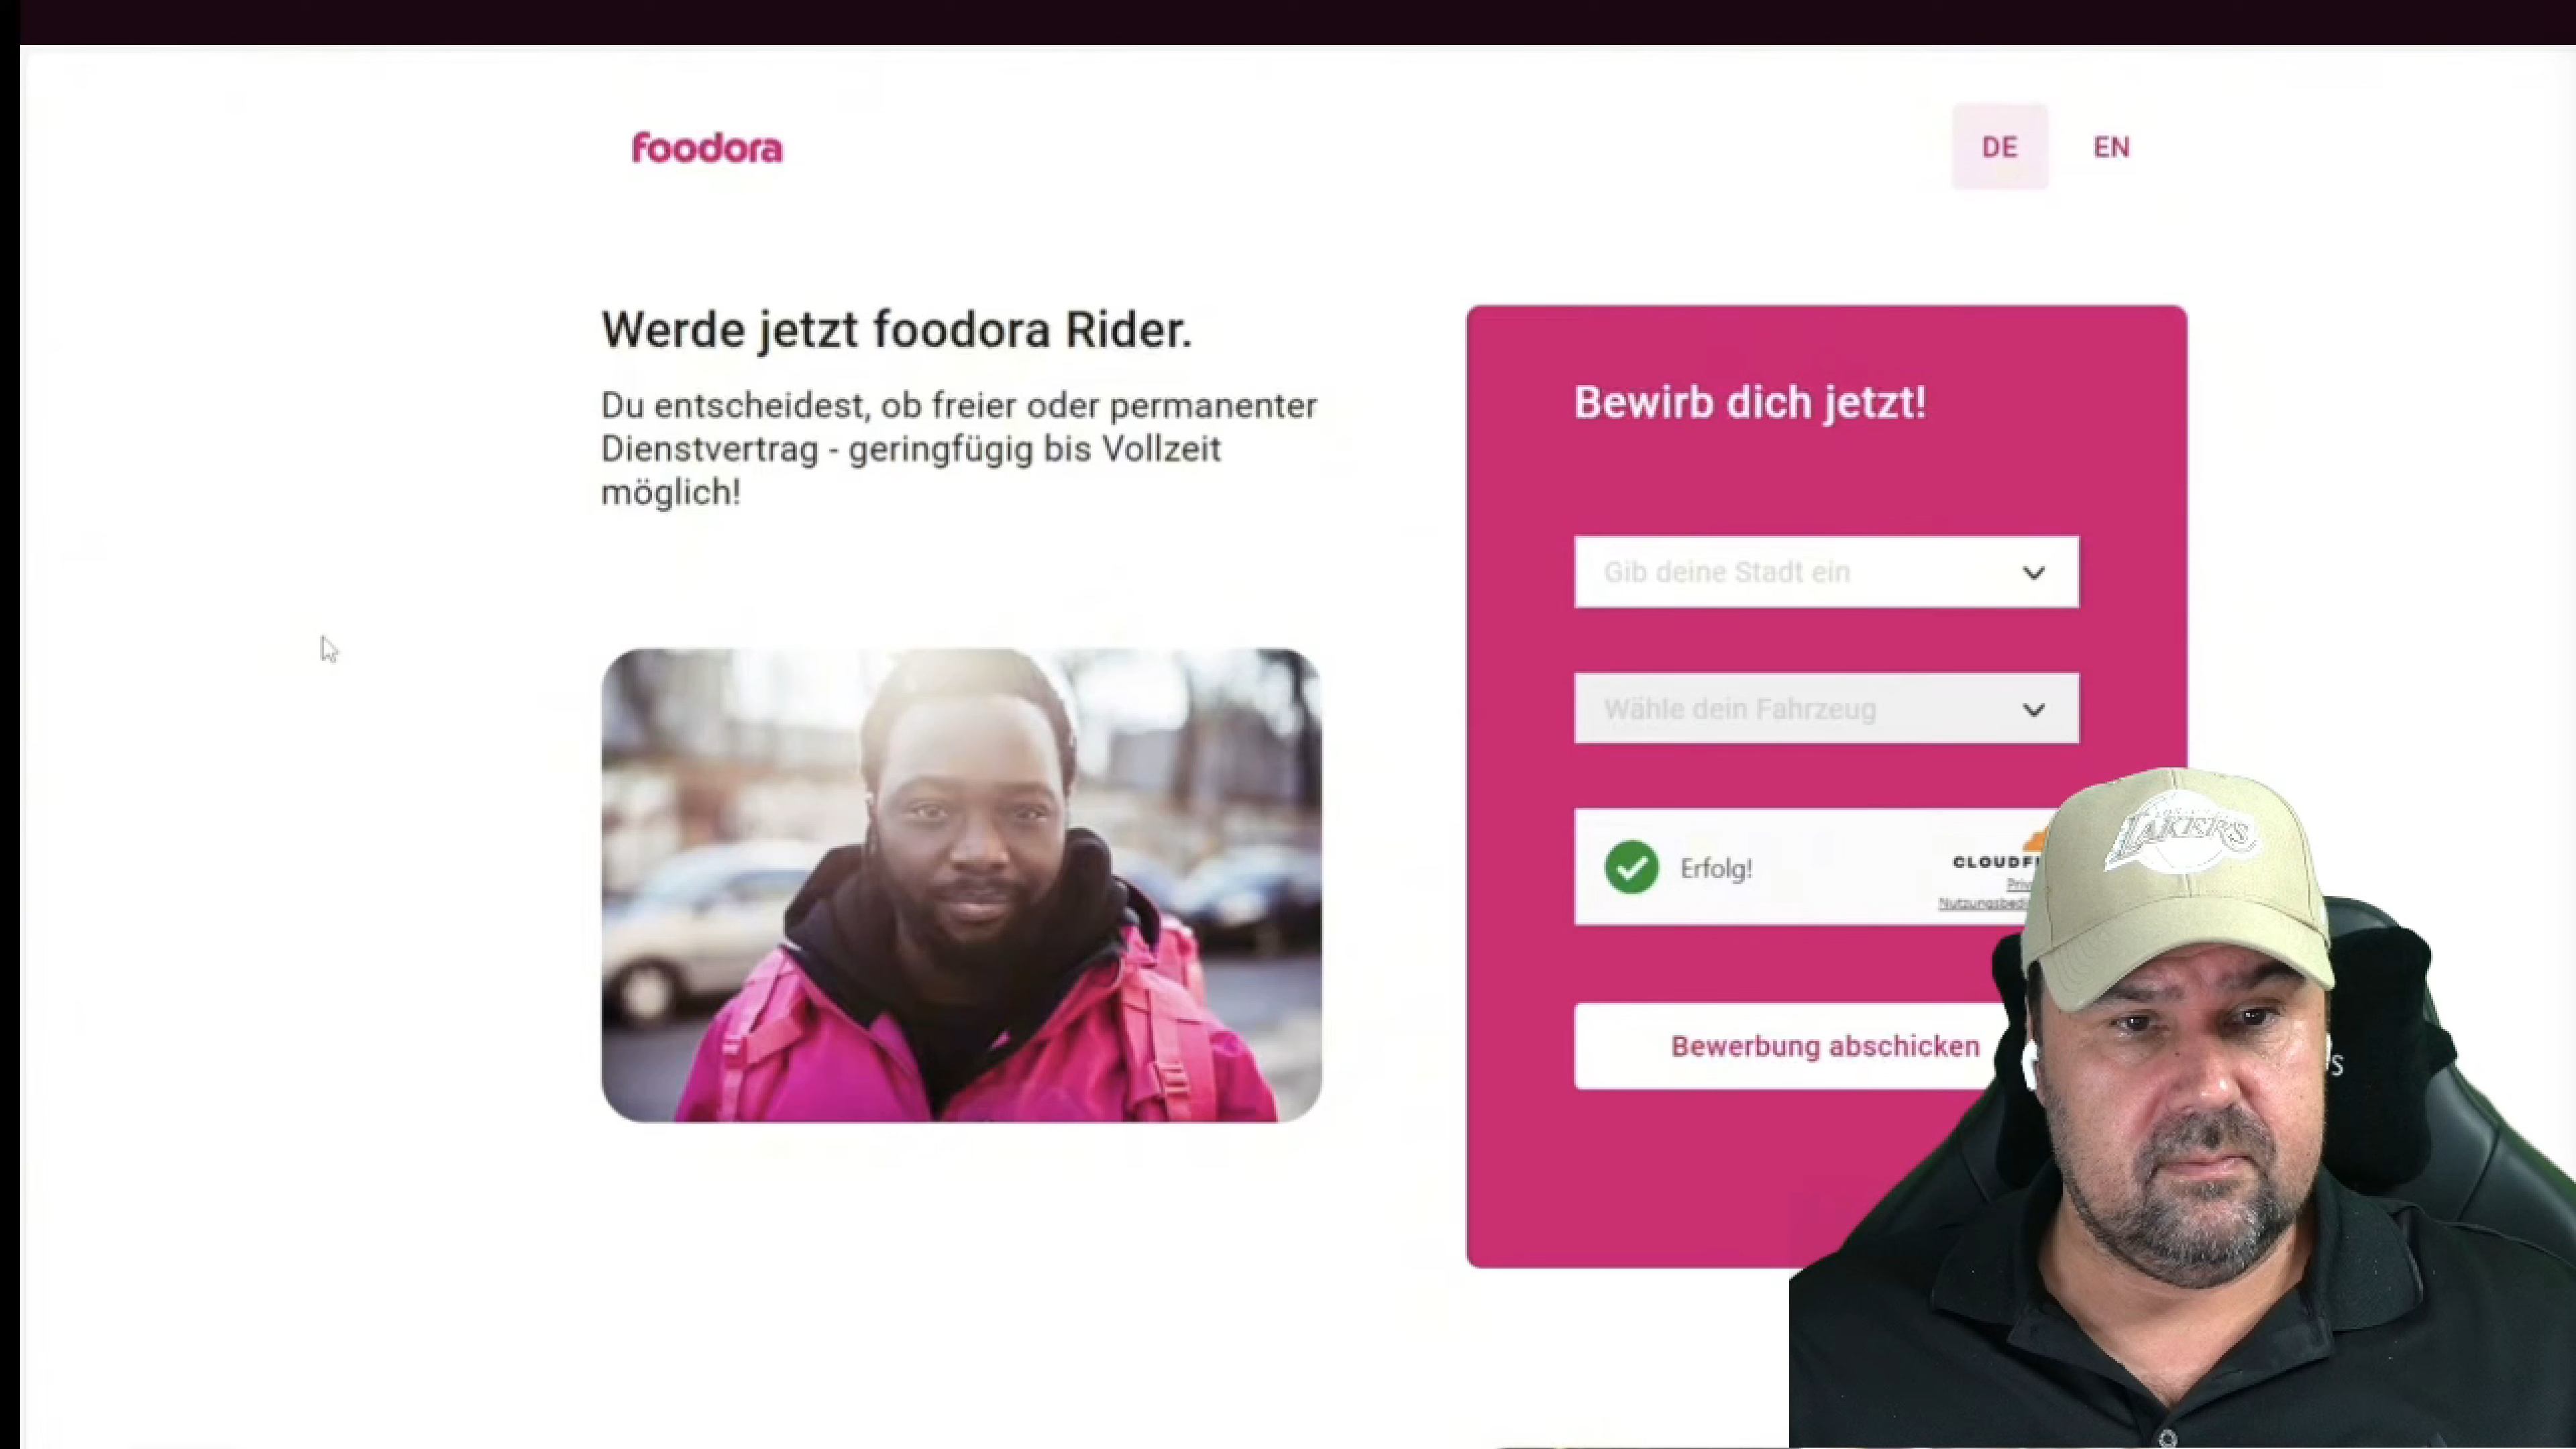 foodora
DE
EN
Werde jetzt foodora Rider.
Du entscheidest, ob freier oder permanenter
Dienstvertrag - geringfügig bis Vollzeit
möglich!
Bewirb dich jetzt!
Gib deine Stadt ein
Wähle dein Fahrzeug
Erfolg!
LAKERS
Bewerbung abschicken